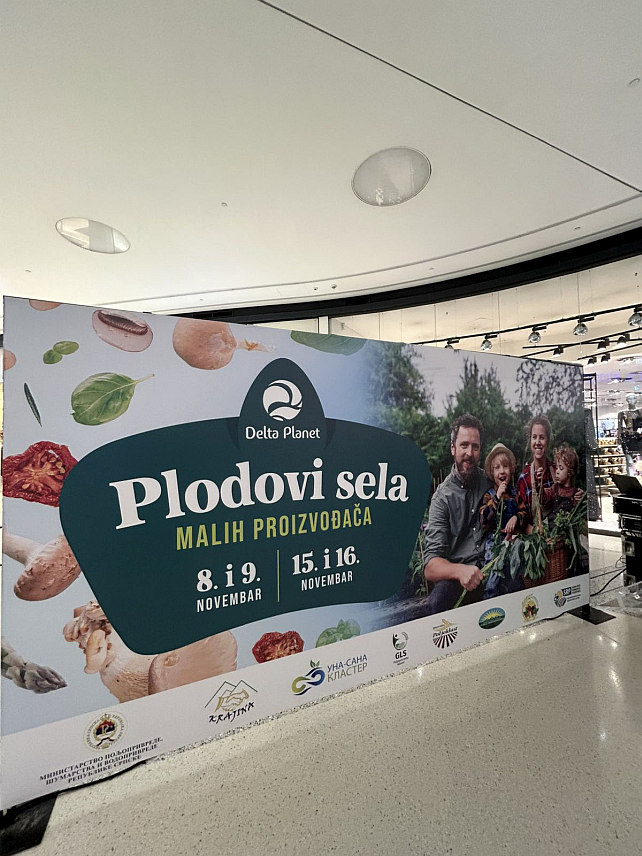 Delta Planet
Plodovi sela
MALIH PROIZVOĐAČA
8. i 9.
NOVEMBAR
15. i 16.
NOVEMBAR
МИНИСТАРСТВО ПОЉОПРИВРЕДЕ,
ШУМАРСТВА И ВОДОПРИВРЕДЕ
РЕПУБЛИКЕ СРПСКЕ
KRAJINA
УНА-САНА
КЛАСТЕР
GLS